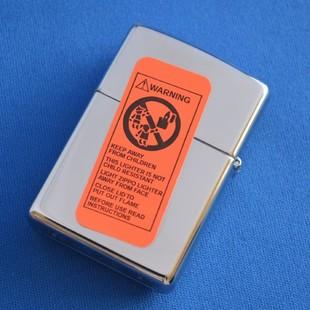 WARNING
KEEP AWAY
FROM CHILDREN
THIS LIGHTER IS NOT
CHILD RESISTANT
LIGHT ZIPPO LIGHTER
AWAY FROM FACE
CLOSE LID TO
PUT OUT FLAME
BEFORE USE READ
INSTRUCTIONS